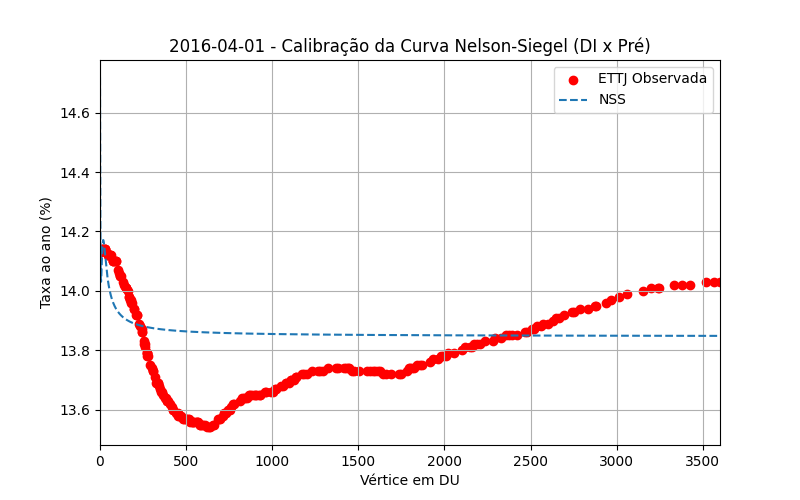 2016-04-01 - Calibração da Curva Nelson-Siegel (DI x Pré)
ETTJ Observada
NSS
Taxa ao ano (%)
14.6
14.4
14.2
14.0
13.8
13.6
0 500 1000 1500 2000 2500 3000 3500
Vértice em DU